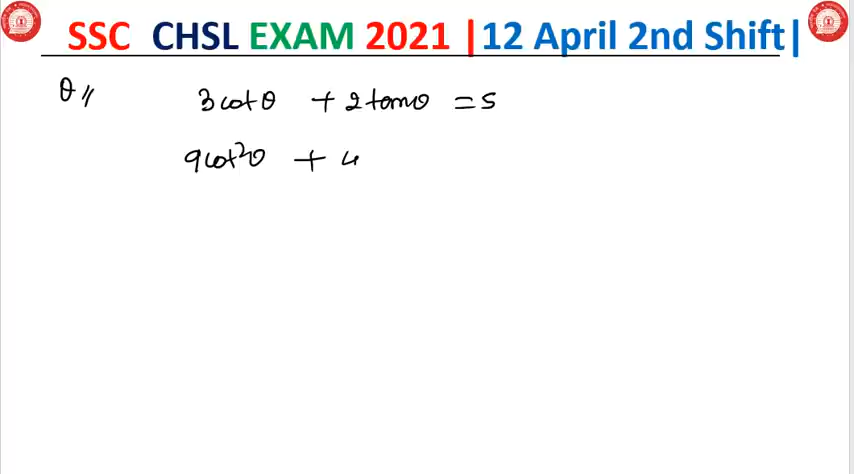 SSC CHSL EXAM 2021 |12 April 2nd Shift|
θ// 3cotθ + 2tanθ = 5
9cot²θ + 4